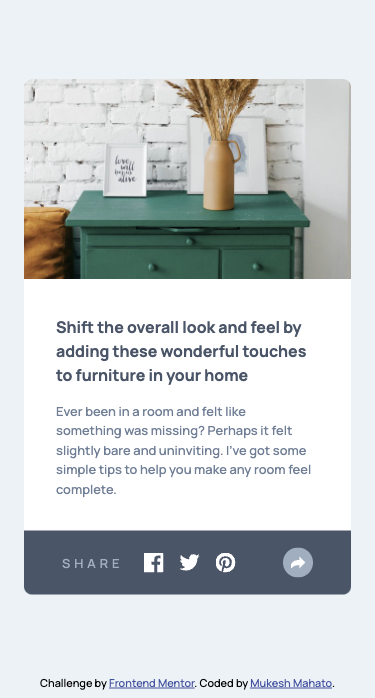 love
will
keep us
alive
Shift the overall look and feel by
adding these wonderful touches
to furniture in your home
Ever been in a room and felt like
something was missing? Perhaps it felt
slightly bare and uninviting. I've got some
simple tips to help you make any room feel
complete.
SHARE
Challenge by Frontend Mentor. Coded by Mukesh Mahato.